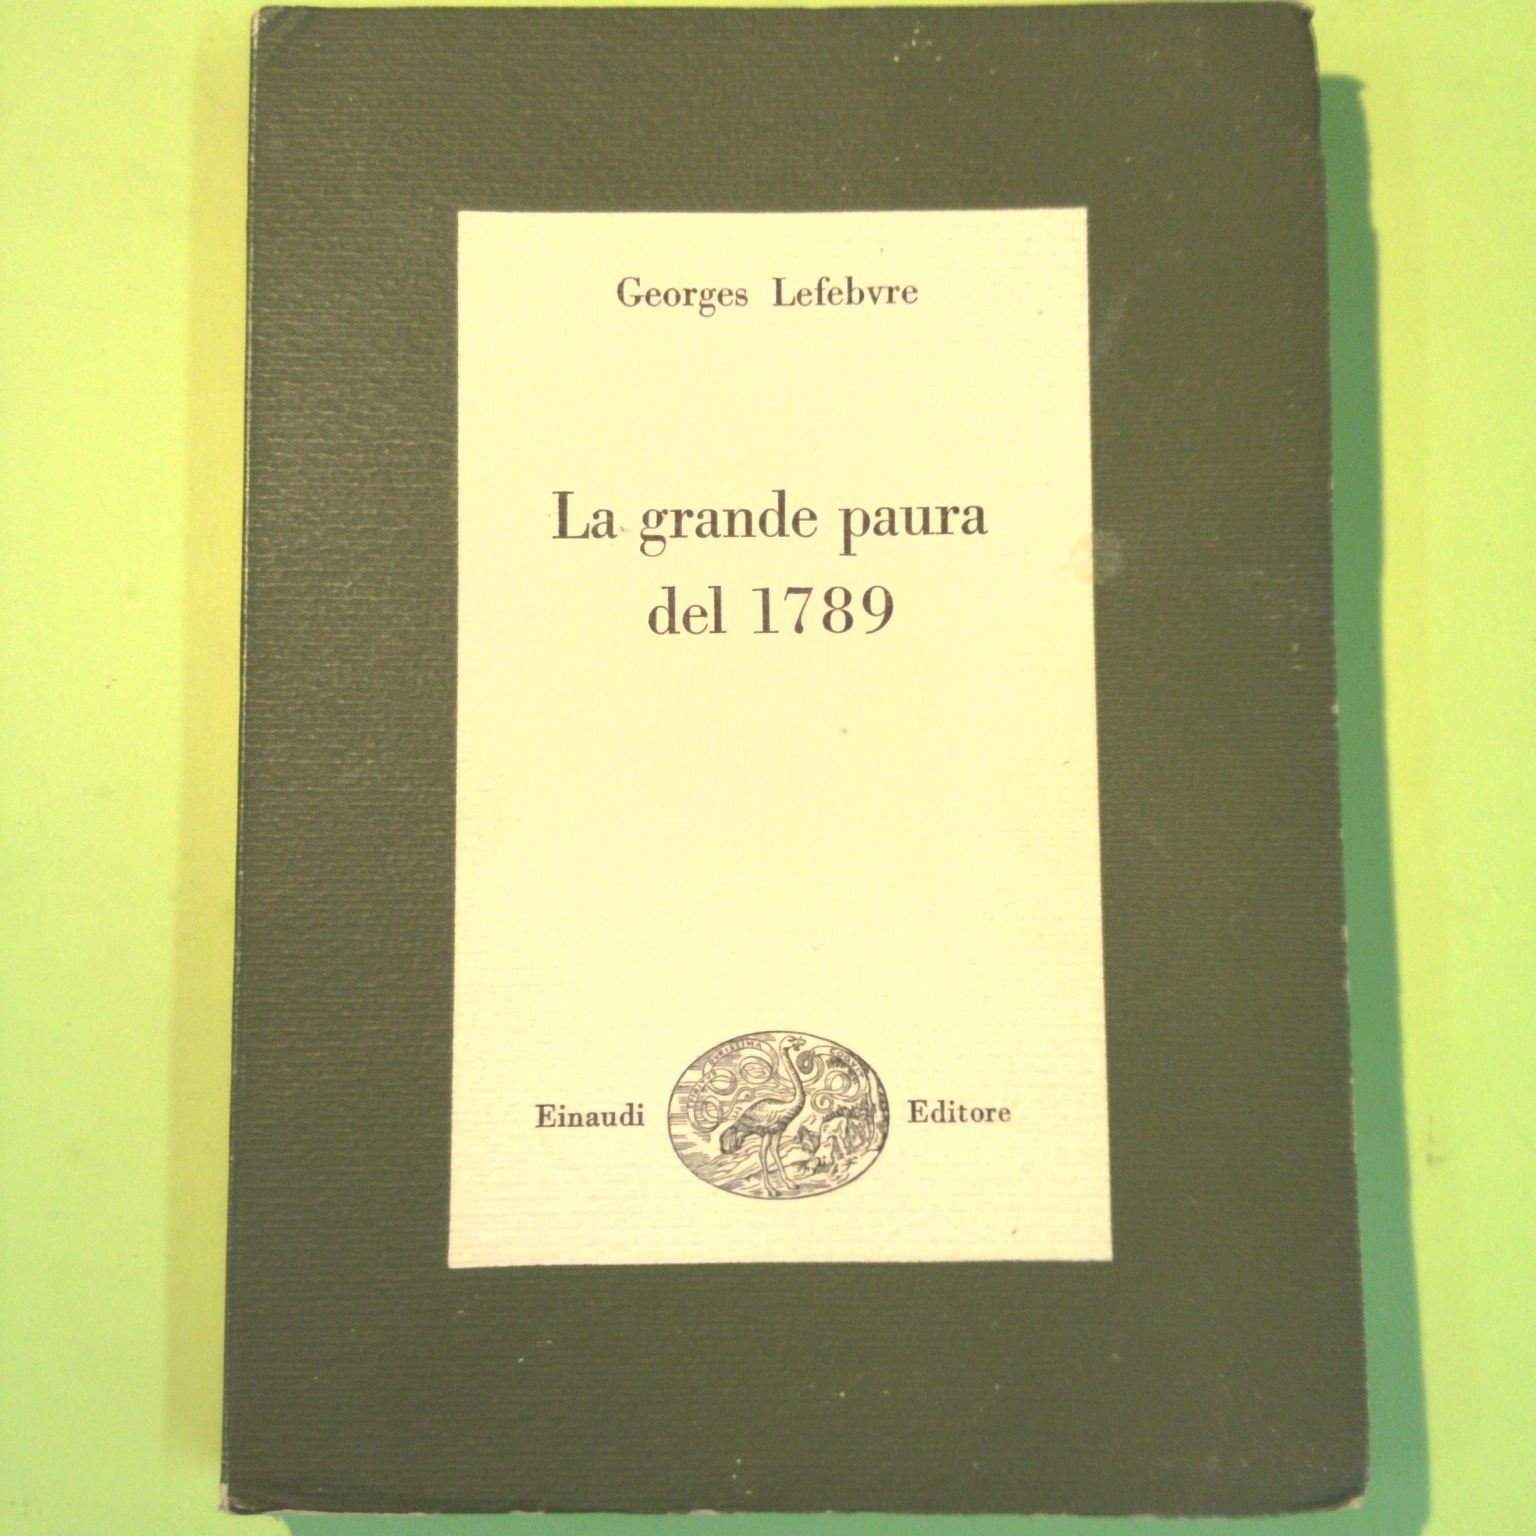 Georges Lefebvre
La grande paura
del 1789
Einaudi Editore